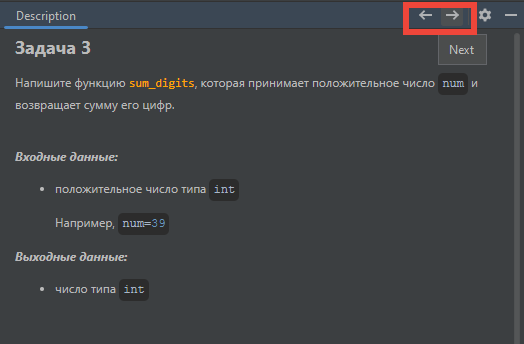 Description
Задача 3
Next
Напишите функцию sum_digits, которая принимает положительное число num и
возвращает сумму его цифр.
Входные данные:
• положительное число типа int
Например, num=39
Выходные данные:
• число типа int